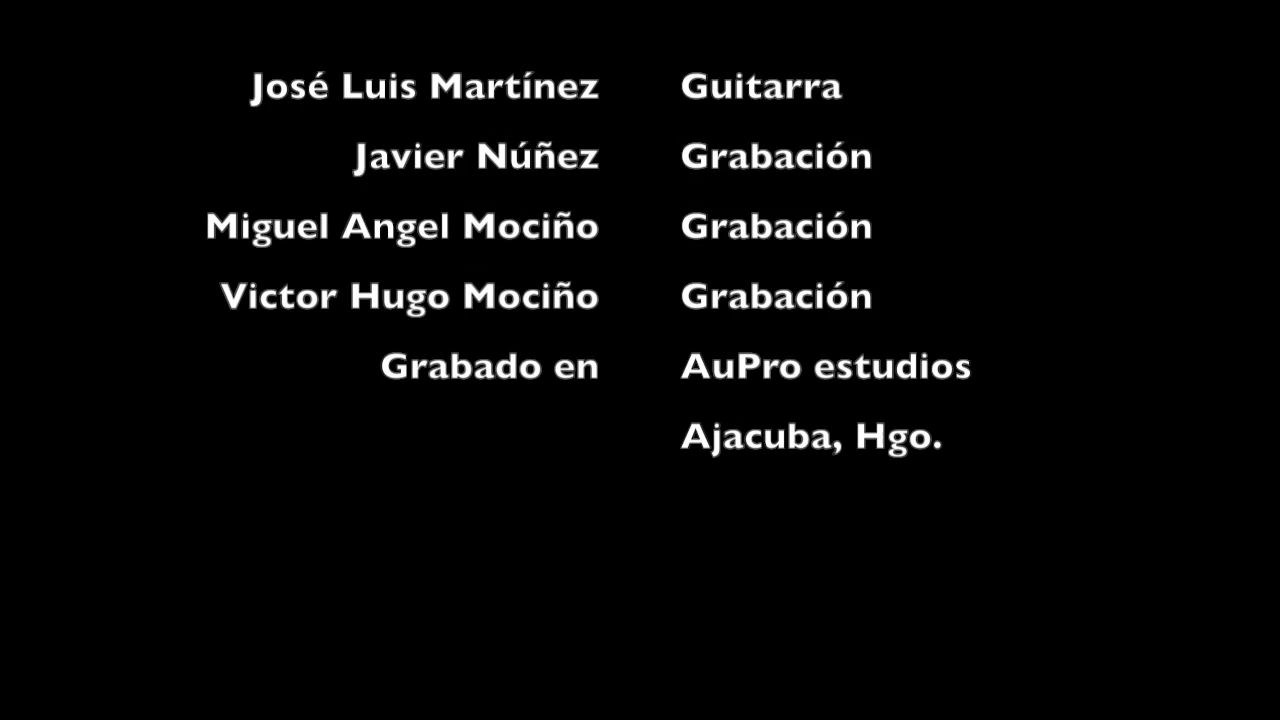 José Luis Martínez Guitarra
Javier Núñez Grabación
Miguel Angel Mociño Grabación
Victor Hugo Mociño Grabación
Grabado en AuPro estudios
Ajacuba, Hgo.